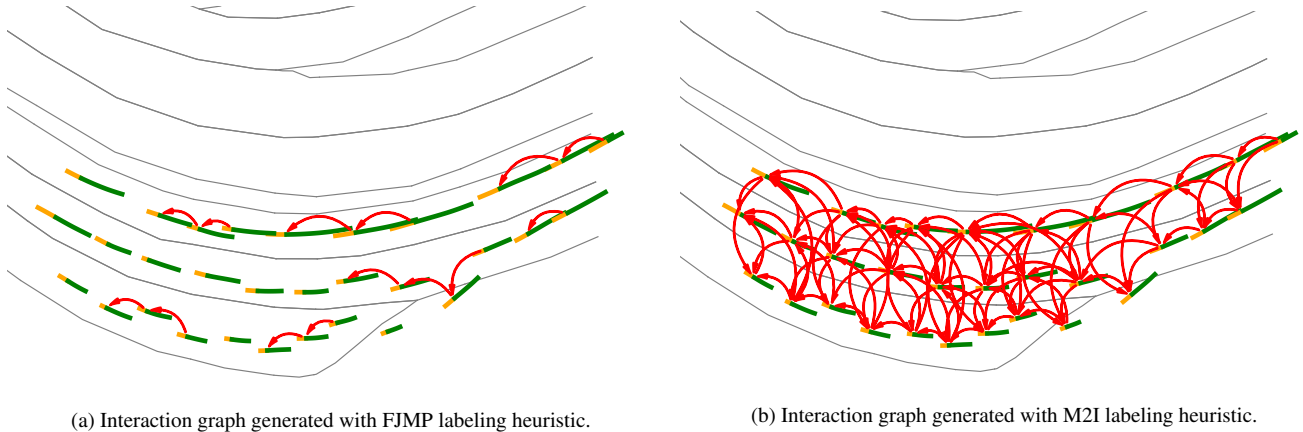 (a) Interaction graph generated with FJMP labeling heuristic.
(b) Interaction graph generated with M2I labeling heuristic.